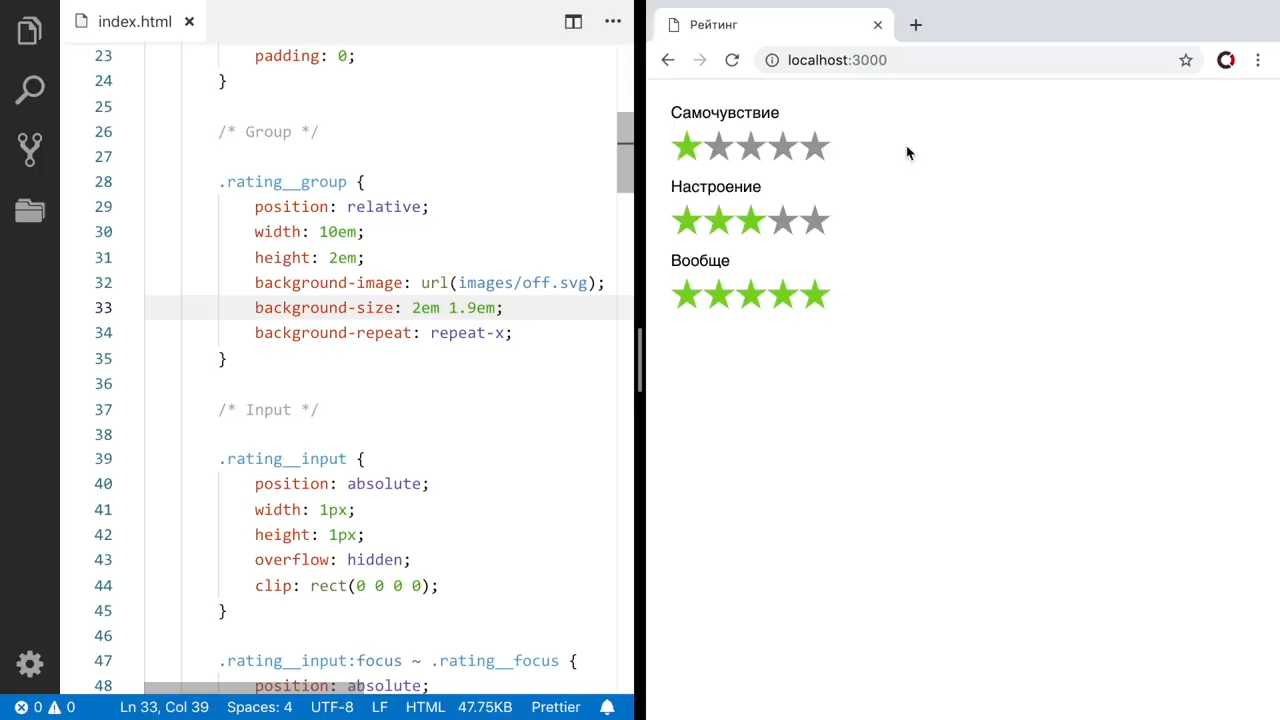 index.html
23 padding: 0;
24 }
25
26 /* Group */
27
28 .rating__group {
29 position: relative;
30 width: 10em;
31 height: 2em;
32 background-image: url(images/off.svg);
33 background-size: 2em 1.9em;
34 background-repeat: repeat-x;
35 }
36
37 /* Input */
38
39 .rating__input {
40 position: absolute;
41 width: 1px;
42 height: 1px;
43 overflow: hidden;
44 clip: rect(0 0 0 0);
45 }
46
47 .rating__input:focus ~ .rating__focus {
48 position: absolute;
0 0 Ln 33, Col 39 Spaces: 4 UTF-8 LF HTML 47.75KB Prettier
Рейтинг
localhost:3000
Самочувствие
Настроение
Вообще